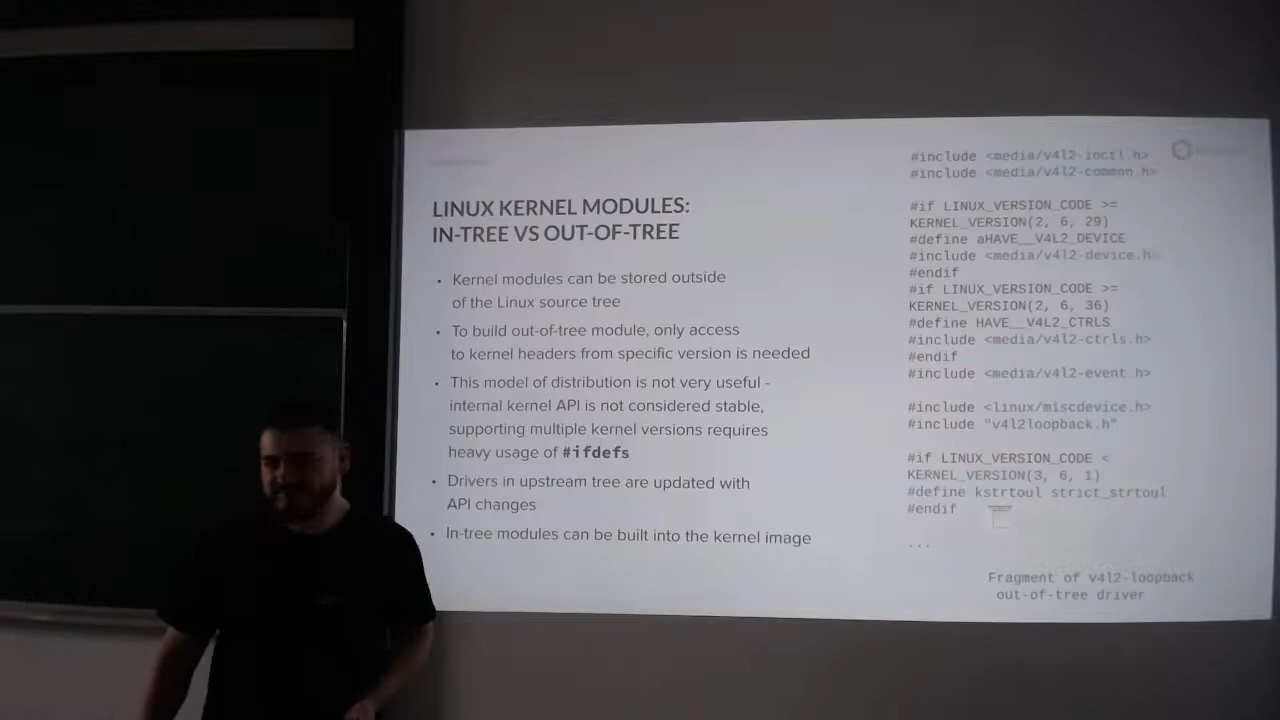 LINUX KERNEL MODULES:
IN-TREE VS OUT-OF-TREE
• Kernel modules can be stored outside
of the Linux source tree
• To build out-of-tree module, only access
to kernel headers from specific version is needed
• This model of distribution is not very useful -
internal kernel API is not considered stable,
supporting multiple kernel versions requires
heavy usage of #ifdefs
• Drivers in upstream tree are updated with
API changes
• In-tree modules can be built into the kernel image
#include <media/v4l2-ioctl.h>
#include <media/v4l2-common.h>
#if LINUX_VERSION_CODE >=
KERNEL_VERSION(2, 6, 29)
#define aHAVE__V4L2_DEVICE
#include <media/v4l2-device.h>
#endif
#if LINUX_VERSION_CODE >=
KERNEL_VERSION(2, 6, 36)
#define HAVE__V4L2_CTRLS
#include <media/v4l2-ctrls.h>
#endif
#include <media/v4l2-event.h>
#include <linux/miscdevice.h>
#include "v4l2loopback.h"
#if LINUX_VERSION_CODE <
KERNEL_VERSION(3, 6, 1)
#define kstrtoul strict_strtoul
#endif
...
Fragment of v4l2-loopback
out-of-tree driver